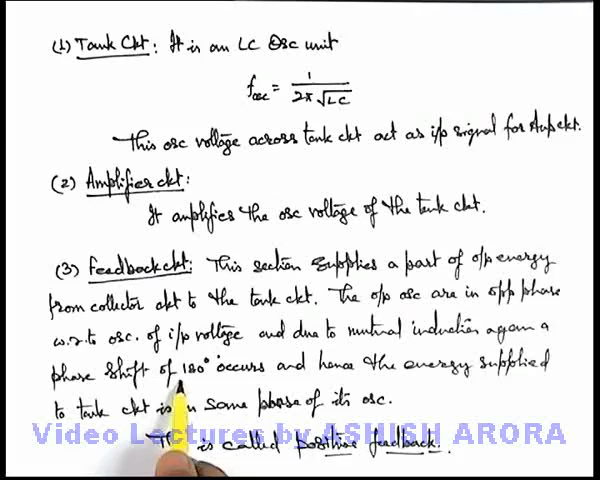 (1) Tank Ckt: It is an LC Osc unit
fosc = 1 / 2π√LC
This osc voltage across tank ckt act as i/p signal for Amp ckt.
(2) Amplifier ckt:
It amplifies the osc voltage of the tank ckt.
(3) Feedback ckt: This section supplies a part of o/p energy
from collector ckt to the tank ckt. The o/p osc are in opp phase
w.r.to osc. of i/p voltage and due to mutual induction again a
phase shift of 180° occurs and hence the energy supplied
to tank ckt is in same phase of its osc.
is called positive feedback.
Video Lectures by ASHISH ARORA